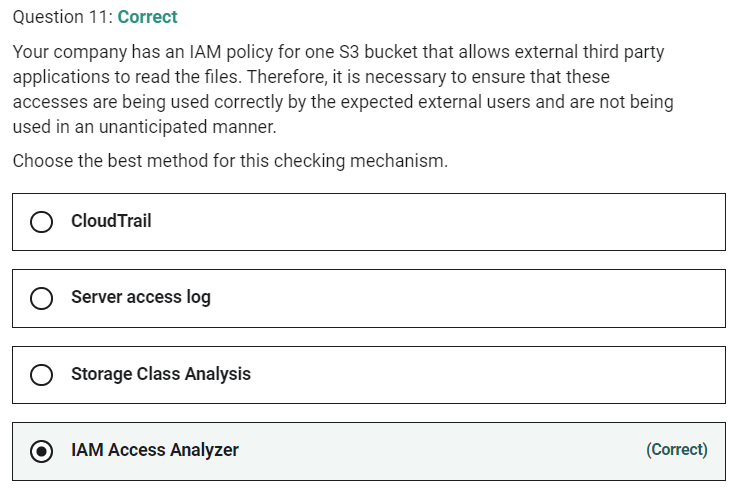 Question 11: Correct
Your company has an IAM policy for one S3 bucket that allows external third party
applications to read the files. Therefore, it is necessary to ensure that these
accesses are being used correctly by the expected external users and are not being
used in an unanticipated manner.
Choose the best method for this checking mechanism.
CloudTrail
Server access log
Storage Class Analysis
IAM Access Analyzer (Correct)